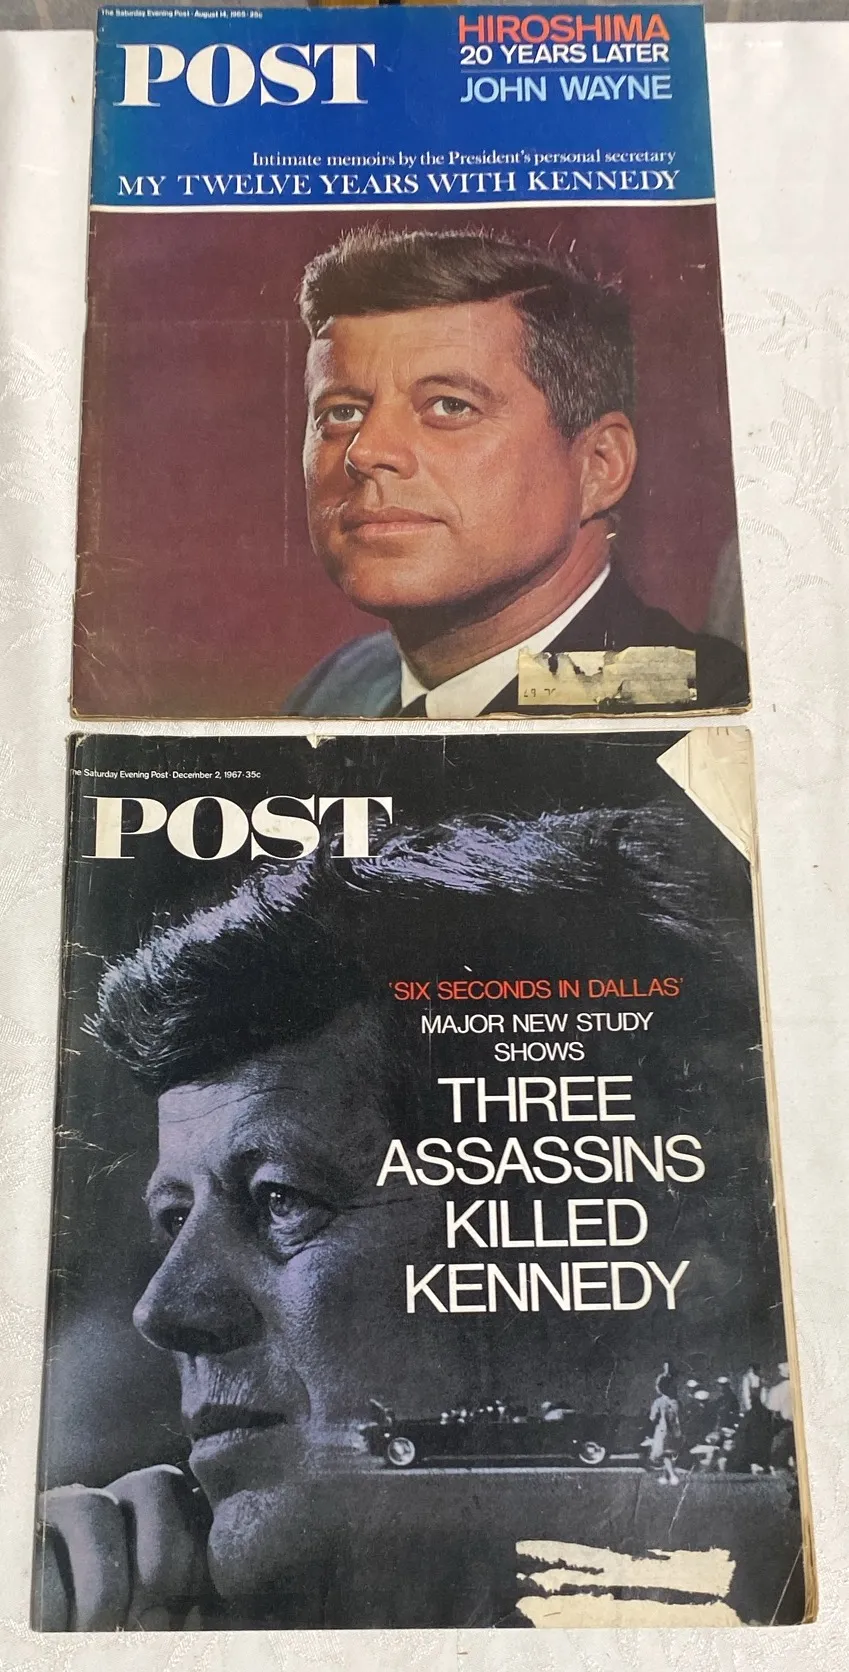 The Saturday Evening Post · August 14, 1965 · 35c
POST
HIROSHIMA
20 YEARS LATER
JOHN WAYNE
Intimate memoirs by the President's personal secretary
MY TWELVE YEARS WITH KENNEDY
he Saturday Evening Post · December 2, 1967 · 35c
POST
'SIX SECONDS IN DALLAS'
MAJOR NEW STUDY
SHOWS
THREE
ASSASSINS
KILLED
KENNEDY